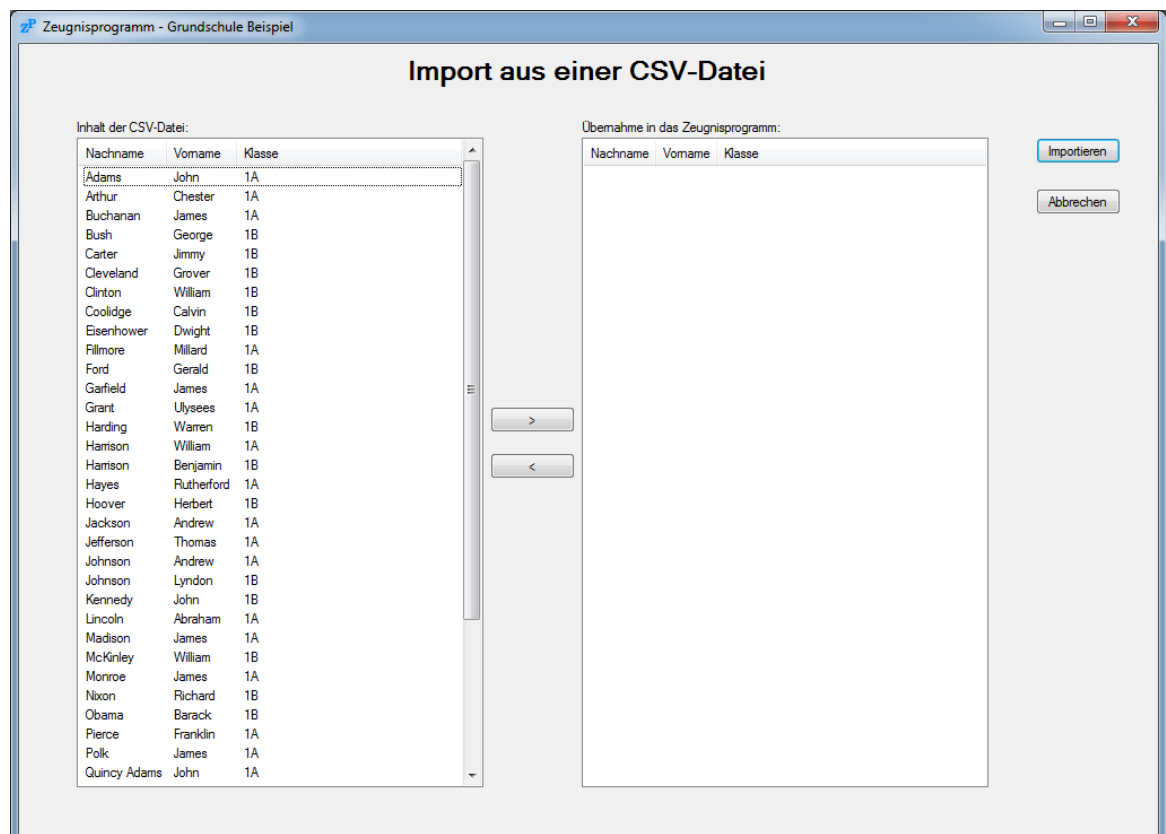 zP Zeugnisprogramm - Grundschule Beispiel
Import aus einer CSV-Datei
Inhalt der CSV-Datei:
Nachname Vorname Klasse
Adams John 1A
Arthur Chester 1A
Buchanan James 1A
Bush George 1B
Carter Jimmy 1B
Cleveland Grover 1B
Clinton William 1B
Coolidge Calvin 1B
Eisenhower Dwight 1B
Fillmore Millard 1A
Ford Gerald 1B
Garfield James 1A
Grant Ulysees 1A
Harding Warren 1B
Harrison William 1A
Harrison Benjamin 1B
Hayes Rutherford 1A
Hoover Herbert 1B
Jackson Andrew 1A
Jefferson Thomas 1A
Johnson Andrew 1A
Johnson Lyndon 1B
Kennedy John 1B
Lincoln Abraham 1A
Madison James 1A
McKinley William 1B
Monroe James 1A
Nixon Richard 1B
Obama Barack 1B
Pierce Franklin 1A
Polk James 1A
Quincy Adams John 1A
>
<
Übernahme in das Zeugnisprogramm:
Nachname Vorname Klasse
Importieren
Abbrechen